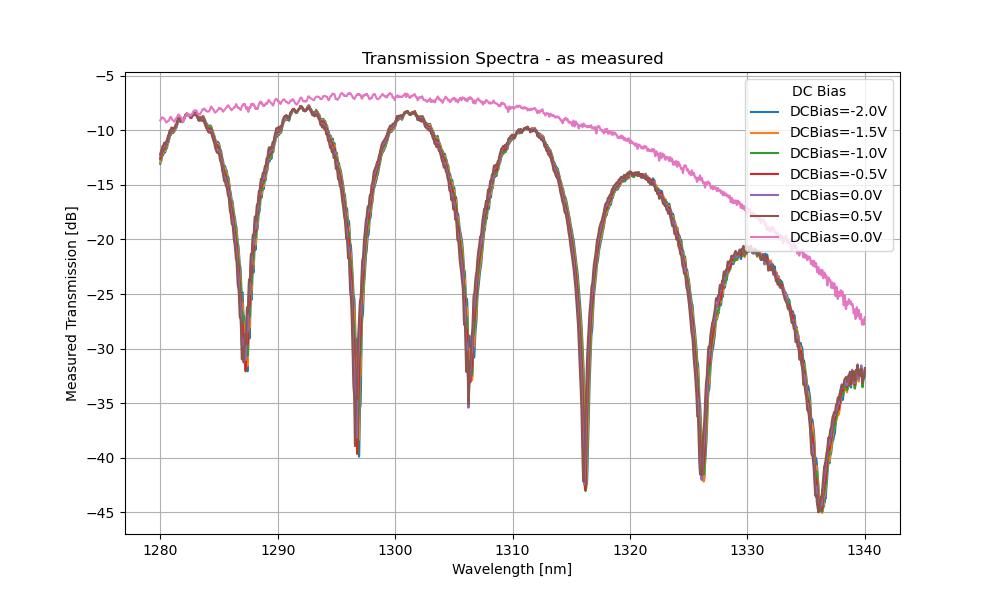 Transmission Spectra - as measured
DC Bias
DCBias=-2.0V
DCBias=-1.5V
DCBias=-1.0V
DCBias=-0.5V
DCBias=0.0V
DCBias=0.5V
DCBias=0.0V
Measured Transmission [dB]
−5
−10
−15
−20
−25
−30
−35
−40
−45
1280 1290 1300 1310 1320 1330 1340
Wavelength [nm]